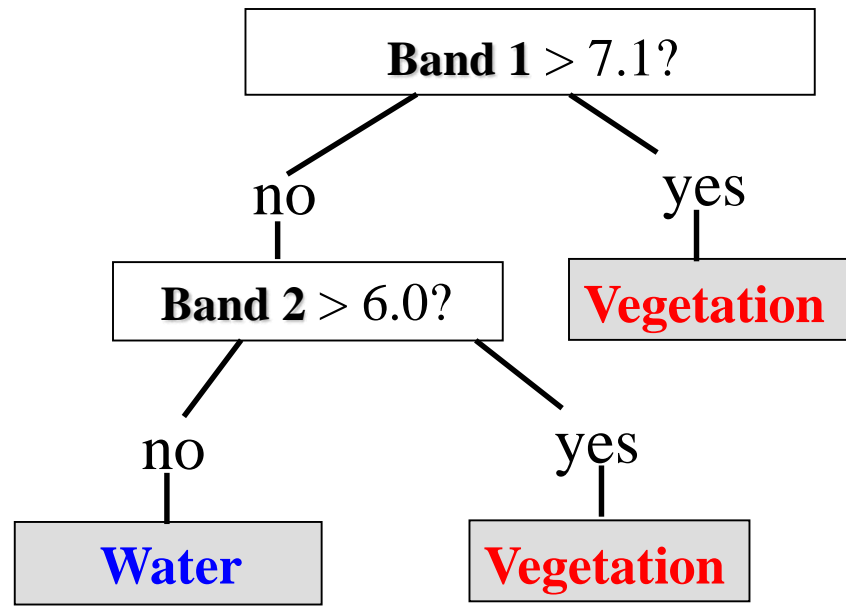 Band 1 > 7.1?
no
yes
Band 2 > 6.0?
Vegetation
no
yes
Water
Vegetation